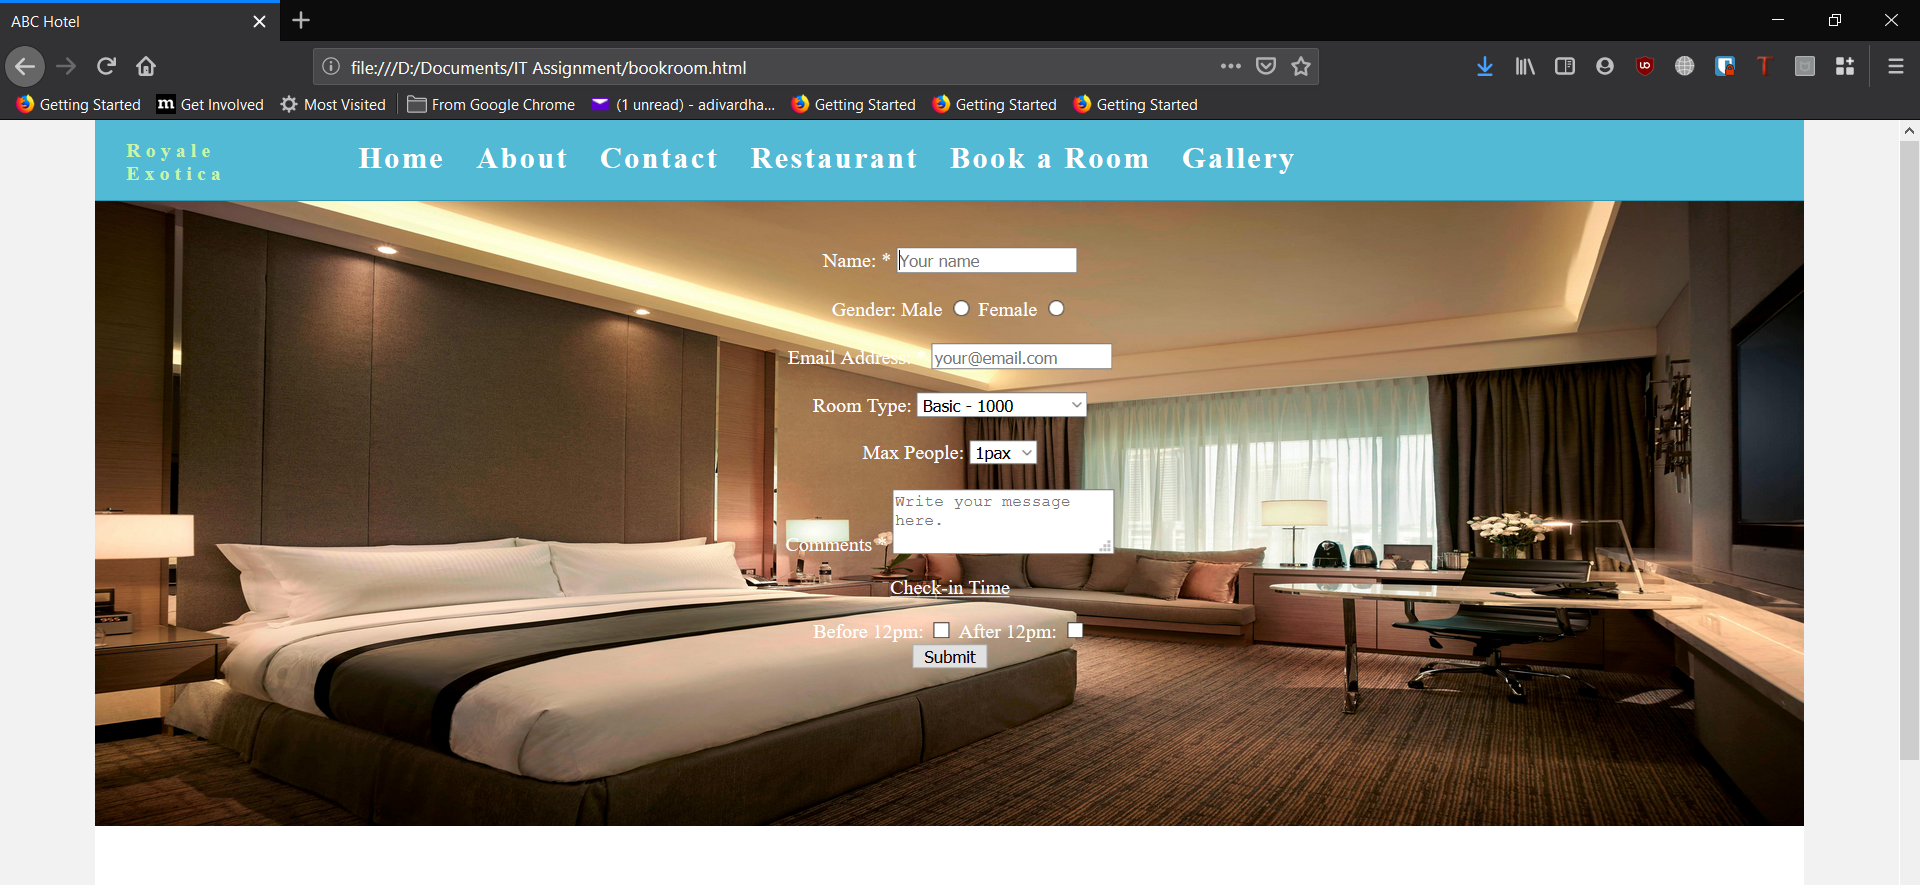 ABC Hotel
file:///D:/Documents/IT Assignment/bookroom.html
Getting Started
Get Involved
Most Visited
From Google Chrome
(1 unread) - adivardha...
Getting Started
Getting Started
Getting Started
Royale
Exotica
Home About Contact Restaurant Book a Room Gallery
Name: * Your name
Gender: Male Female
Email Address: * your@email.com
Room Type: Basic - 1000
Max People: 1pax
Write your message
here.
Comments *
Check-in Time
Before 12pm: After 12pm:
Submit